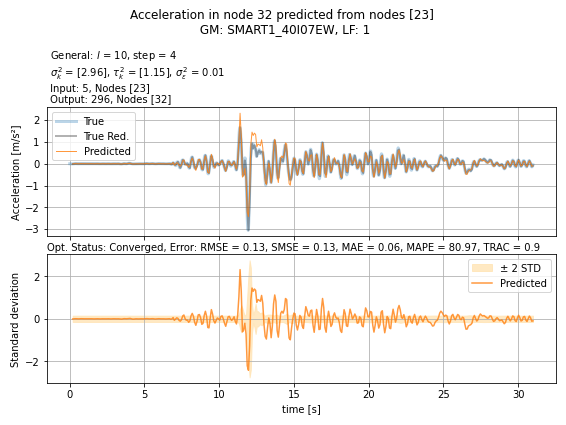 Acceleration in node 32 predicted from nodes [23]
GM: SMART1_40I07EW, LF: 1
General: l = 10, step = 4
σ²ₖ = [2.96], τ²ₖ = [1.15], σ²ε = 0.01
Input: 5, Nodes [23]
Output: 296, Nodes [32]
True
True Red.
Predicted
Acceleration [m/s²]
2
1
0
−1
−2
−3
Opt. Status: Converged, Error: RMSE = 0.13, SMSE = 0.13, MAE = 0.06, MAPE = 80.97, TRAC = 0.9
± 2 STD
Predicted
Standard deviation
2
0
−2
0 5 10 15 20 25 30
time [s]